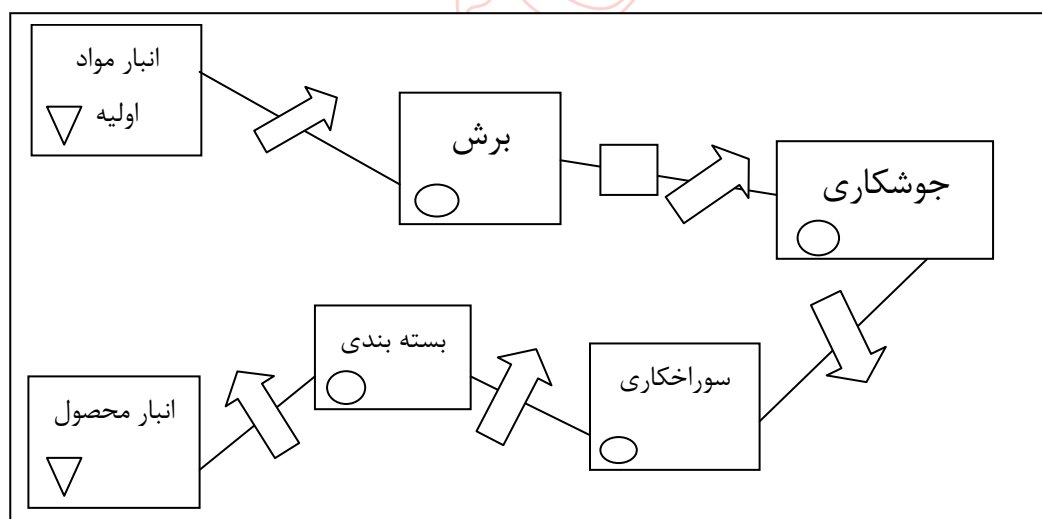 انبار مواد
اولیه
برش
جوشکاری
سوراخکاری
بسته بندی
انبار محصول